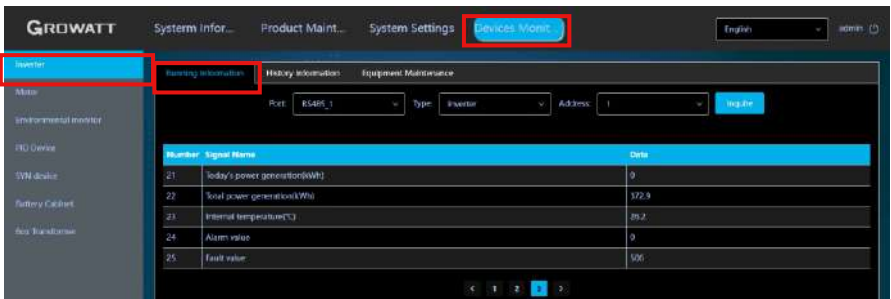 GROWATT Systerm Infor... Product Maint... System Settings Devices Monit... English admin
Inverter
Running Information History Information Equipment Maintenance
Meter
Port: RS485_1 Type: Inverter Address: 1 Inquire
Environmental monitor
PID Device
Number Signal Name Data
21 Today's power generation(kWh) 0
SVN device
22 Total power generation(kWh) 372.9
Battery Cabinet
23 Internal temperature(℃) 26.2
24 Alarm value 0
Box Transformer
25 Fault value 506
< 1 2 3 >